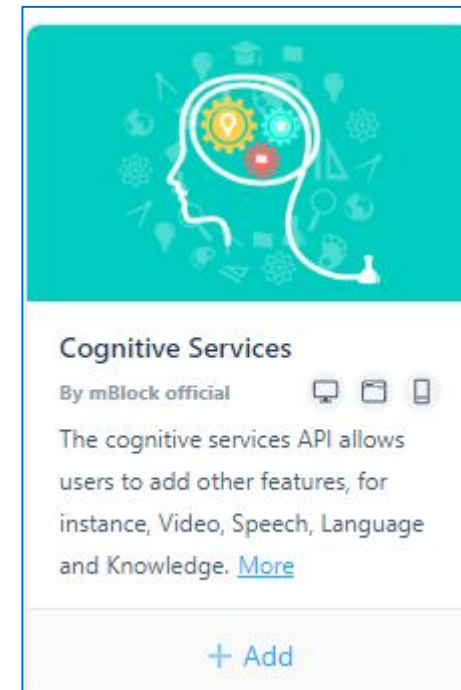 Cognitive Services
By mBlock official
The cognitive services API allows
users to add other features, for
instance, Video, Speech, Language
and Knowledge. More
+ Add